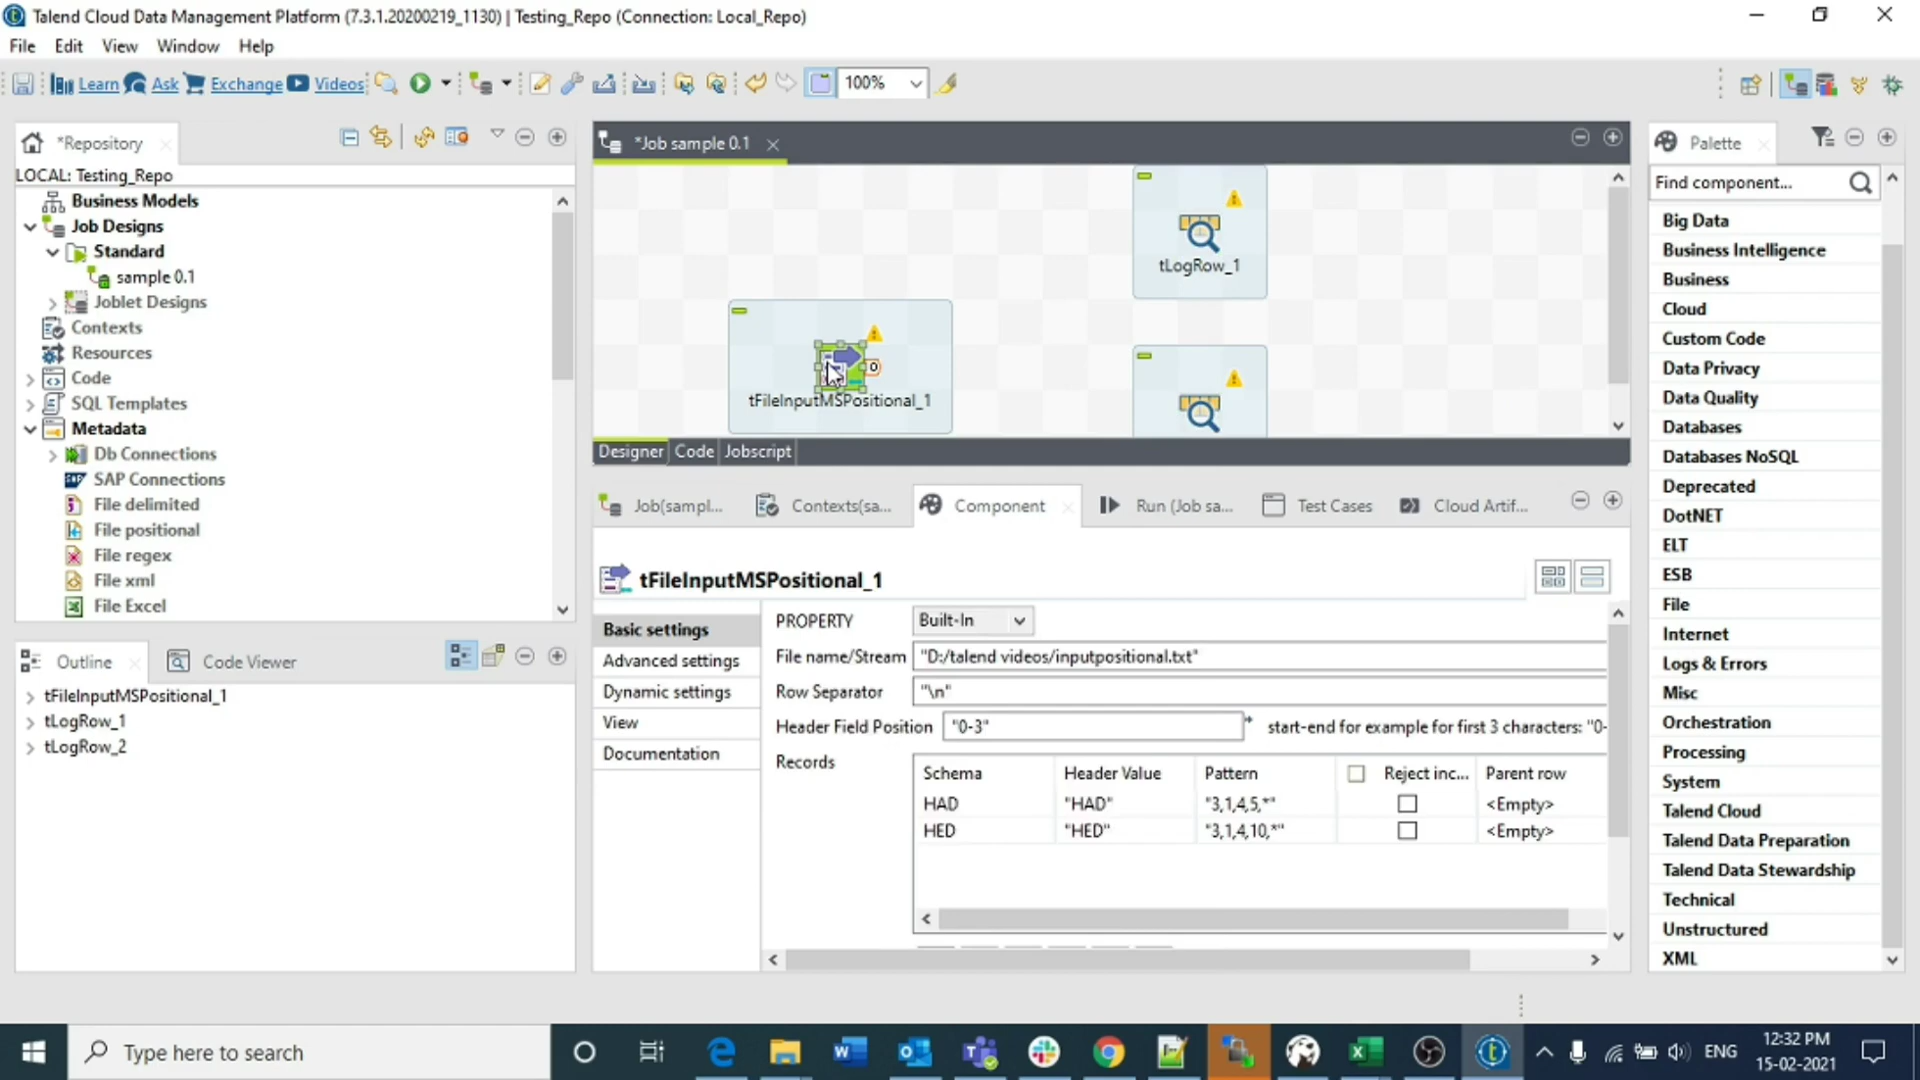 Talend Cloud Data Management Platform (7.3.1.20200219_1130) | Testing_Repo (Connection: Local_Repo)
File Edit View Window Help
Learn Ask Exchange Videos 100%
*Repository
LOCAL: Testing_Repo
Business Models
Job Designs
Standard
sample 0.1
Joblet Designs
Contexts
Resources
Code
SQL Templates
Metadata
Db Connections
SAP Connections
File delimited
File positional
File regex
File xml
File Excel
Outline Code Viewer
tFileInputMSPositional_1
tLogRow_1
tLogRow_2
*Job sample 0.1
tLogRow_1
tFileInputMSPositional_1
Designer Code Jobscript
Job(sampl... Contexts(sa... Component Run (Job sa... Test Cases Cloud Artif...
tFileInputMSPositional_1
Basic settings
Advanced settings
Dynamic settings
View
Documentation
PROPERTY Built-In
File name/Stream "D:/talend videos/inputpositional.txt"
Row Separator "\n"
Header Field Position "0-3" * start-end for example for first 3 characters: "0-
Records
Schema Header Value Pattern Reject inc... Parent row
HAD "HAD" "3,1,4,5,*" <Empty>
HED "HED" "3,1,4,10,*" <Empty>
Palette
Find component...
Big Data
Business Intelligence
Business
Cloud
Custom Code
Data Privacy
Data Quality
Databases
Databases NoSQL
Deprecated
DotNET
ELT
ESB
File
Internet
Logs & Errors
Misc
Orchestration
Processing
System
Talend Cloud
Talend Data Preparation
Talend Data Stewardship
Technical
Unstructured
XML
Type here to search
ENG
12:32 PM
15-02-2021